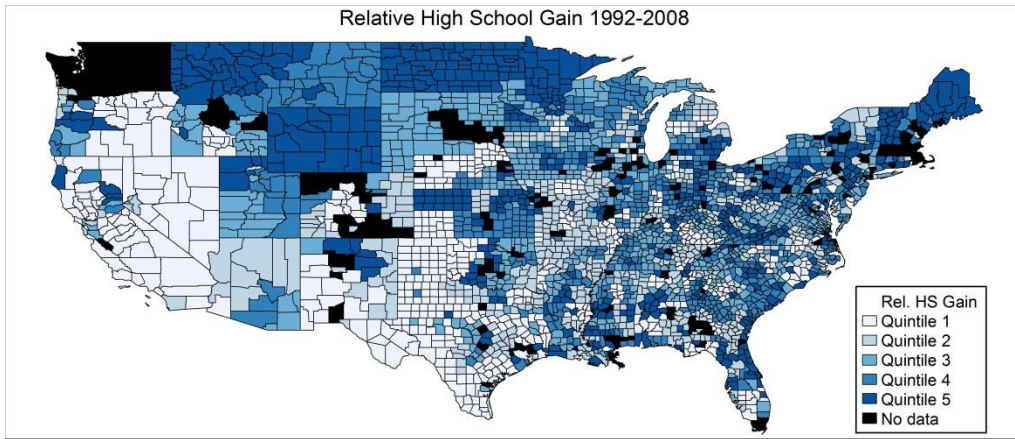 Relative High School Gain 1992-2008
Rel. HS Gain
Quintile 1
Quintile 2
Quintile 3
Quintile 4
Quintile 5
No data